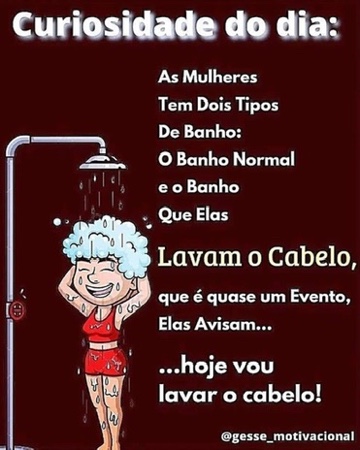 Curiosidade do dia:
As Mulheres
Tem Dois Tipos
De Banho:
O Banho Normal
e o Banho
Que Elas
Lavam o Cabelo,
que é quase um Evento,
Elas Avisam...
...hoje vou
lavar o cabelo!
@gesse_motivacional